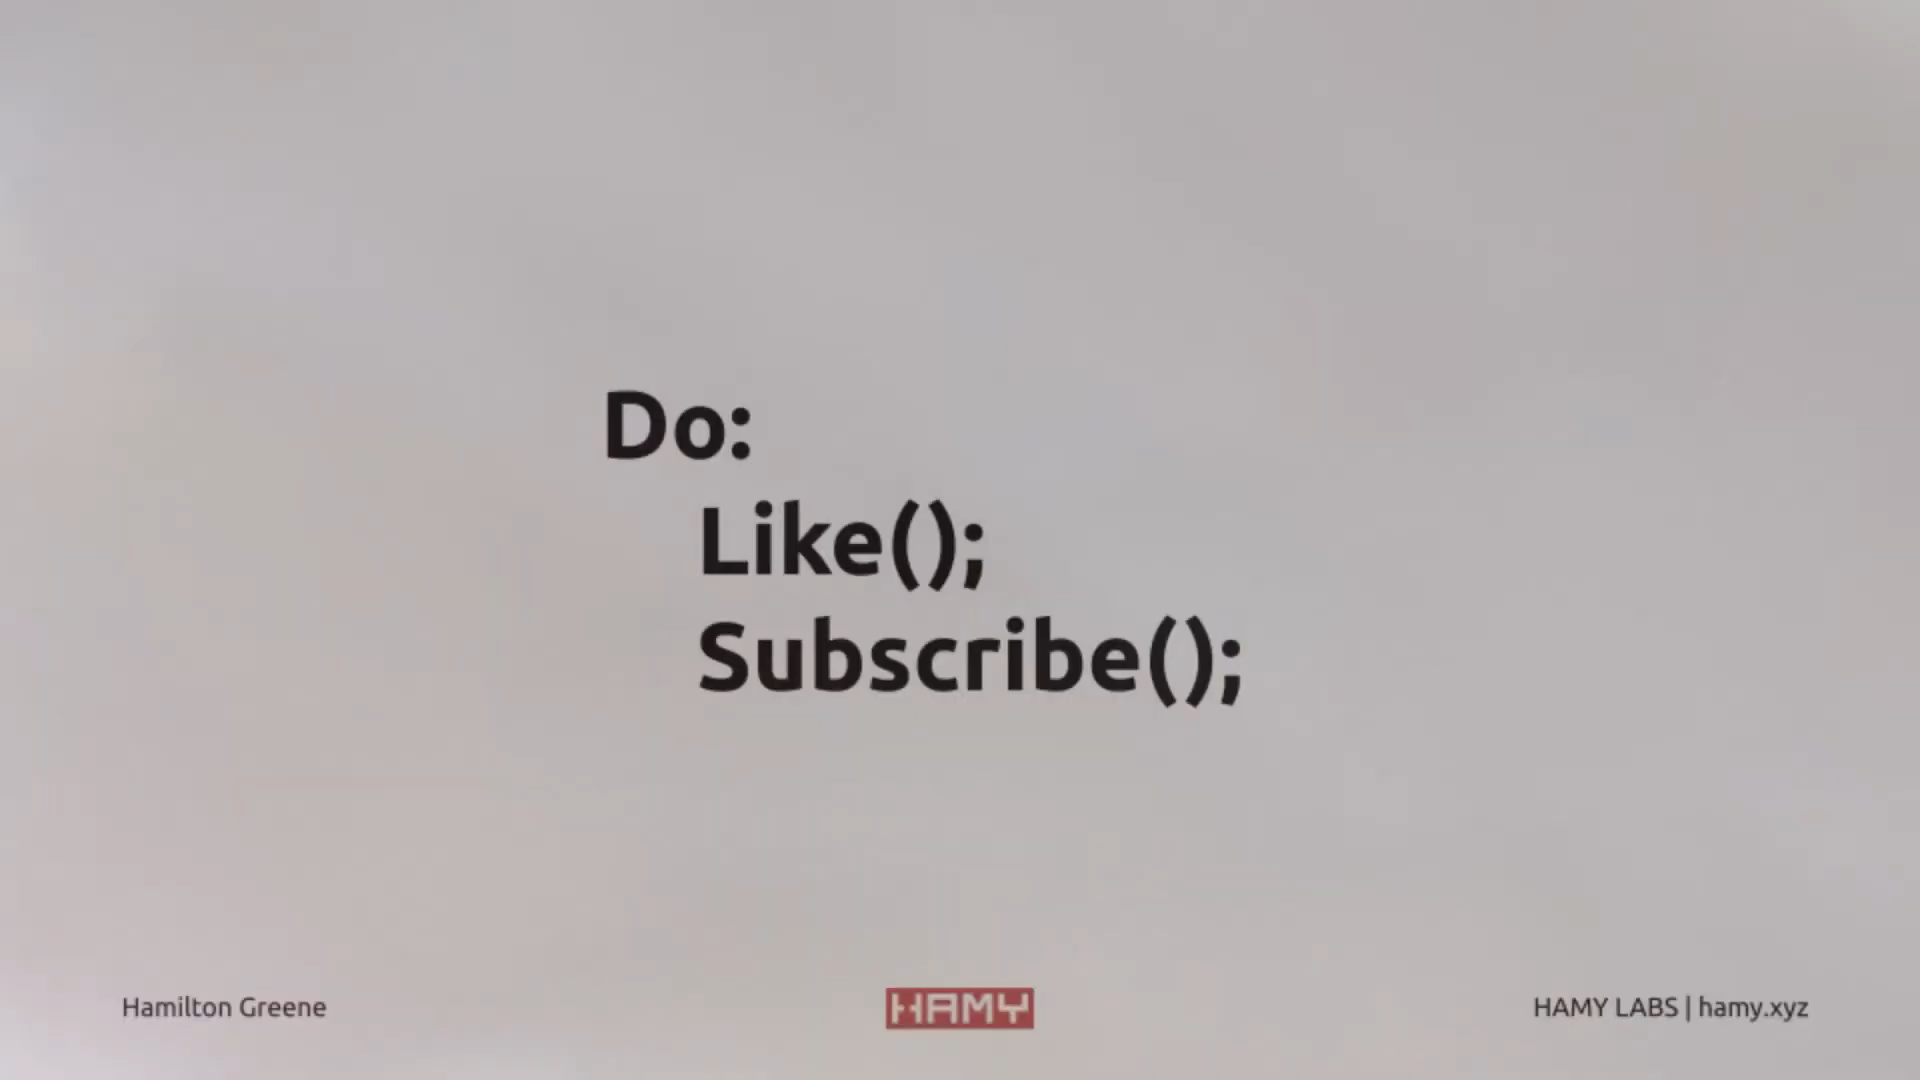 Do:
Like();
Subscribe();
Hamilton Greene
HAMY
HAMY LABS | hamy.xyz